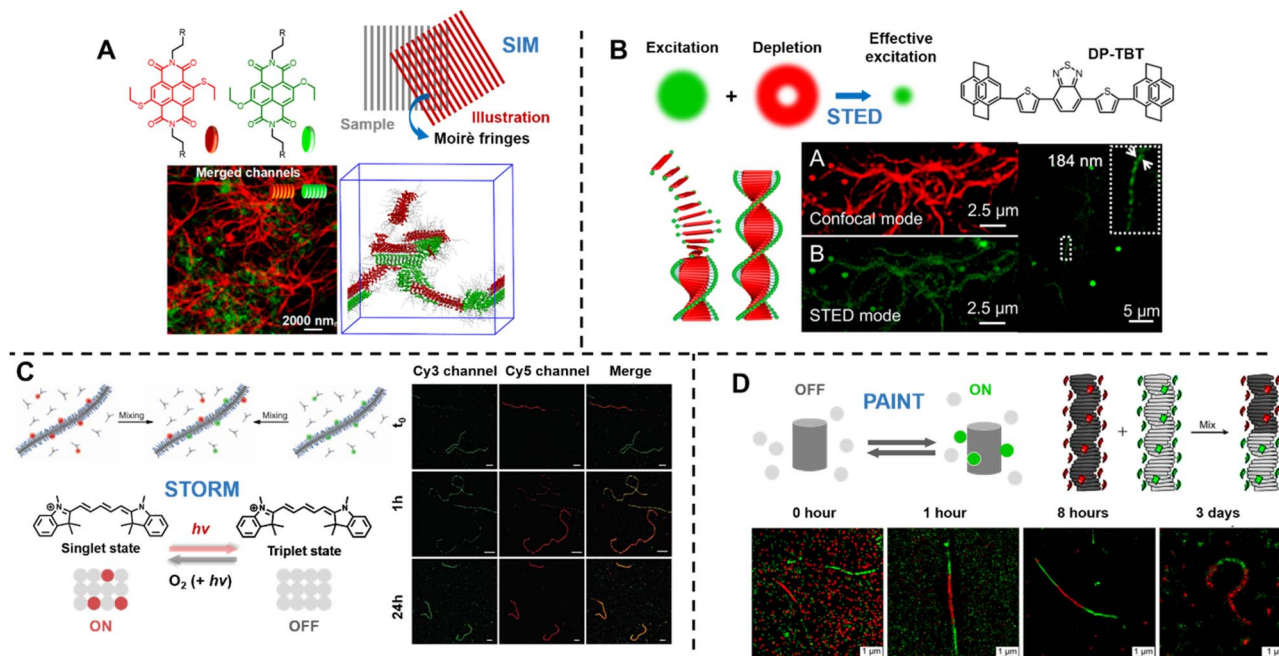 A
SIM
R
R
O
N
O
O
N
O
S
S
O
O
O
N
O
O
N
O
R
R
Sample
Illustration
Moirè fringes
Merged channels
2000 nm
B
Excitation
Depletion
Effective
excitation
DP-TBT
+
STED
S
N
N
S
S
A
Confocal mode
2.5 µm
184 nm
B
STED mode
2.5 µm
5 µm
C
Cy3 channel
Cy5 channel
Merge
Mixing
Mixing
t0
STORM
N
N
N
N
hv
Singlet state
Triplet state
O2 (+ hv)
ON
OFF
1h
24h
D
OFF
PAINT
ON
+
Mix
0 hour
1 hour
8 hours
3 days
1 µm
1 µm
1 µm
1 µm